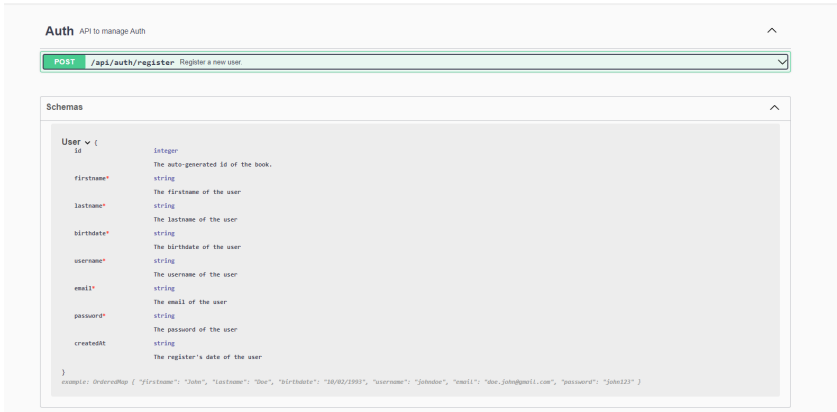 Auth API to manage Auth
POST /api/auth/register Register a new user.
Schemas
User {
id integer
The auto-generated id of the book.
firstname* string
The firstname of the user
lastname* string
The lastname of the user
birthdate* string
The birthdate of the user
username* string
The username of the user
email* string
The email of the user
password* string
The password of the user
createdAt string
The register's date of the user
}
example: OrderedMap { "firstname": "John", "lastname": "Doe", "birthdate": "10/02/1993", "username": "johndoe", "email": "doe.john@gmali.com", "password": "john123" }